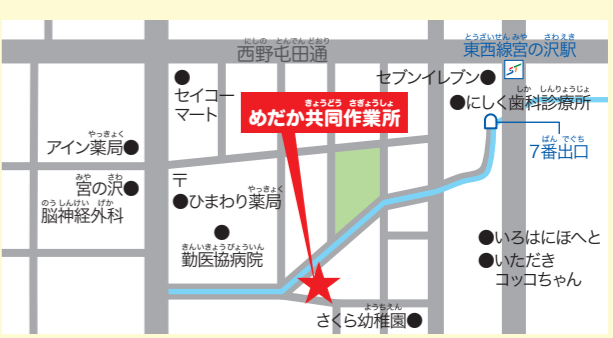 にしの とんでんどおり
西野屯田通
とうざいせんみや さわえき
東西線宮の沢駅
ST
セブンイレブン●
しか しんりょうじょ
●にしく歯科診療所
ばん でぐち
7番出口
●
セイコー
マート
きょうどう さぎょうしょ
めだか共同作業所
やっきょく
アイン薬局●
みや さわ
宮の沢●
のうしんけい げか
脳神経外科
〒
やっきょく
●ひまわり薬局
●
きんいきょうびょういん
勤医協病院
●いろはにほへと
●いただき
コッコちゃん
ようちえん
さくら幼稚園●